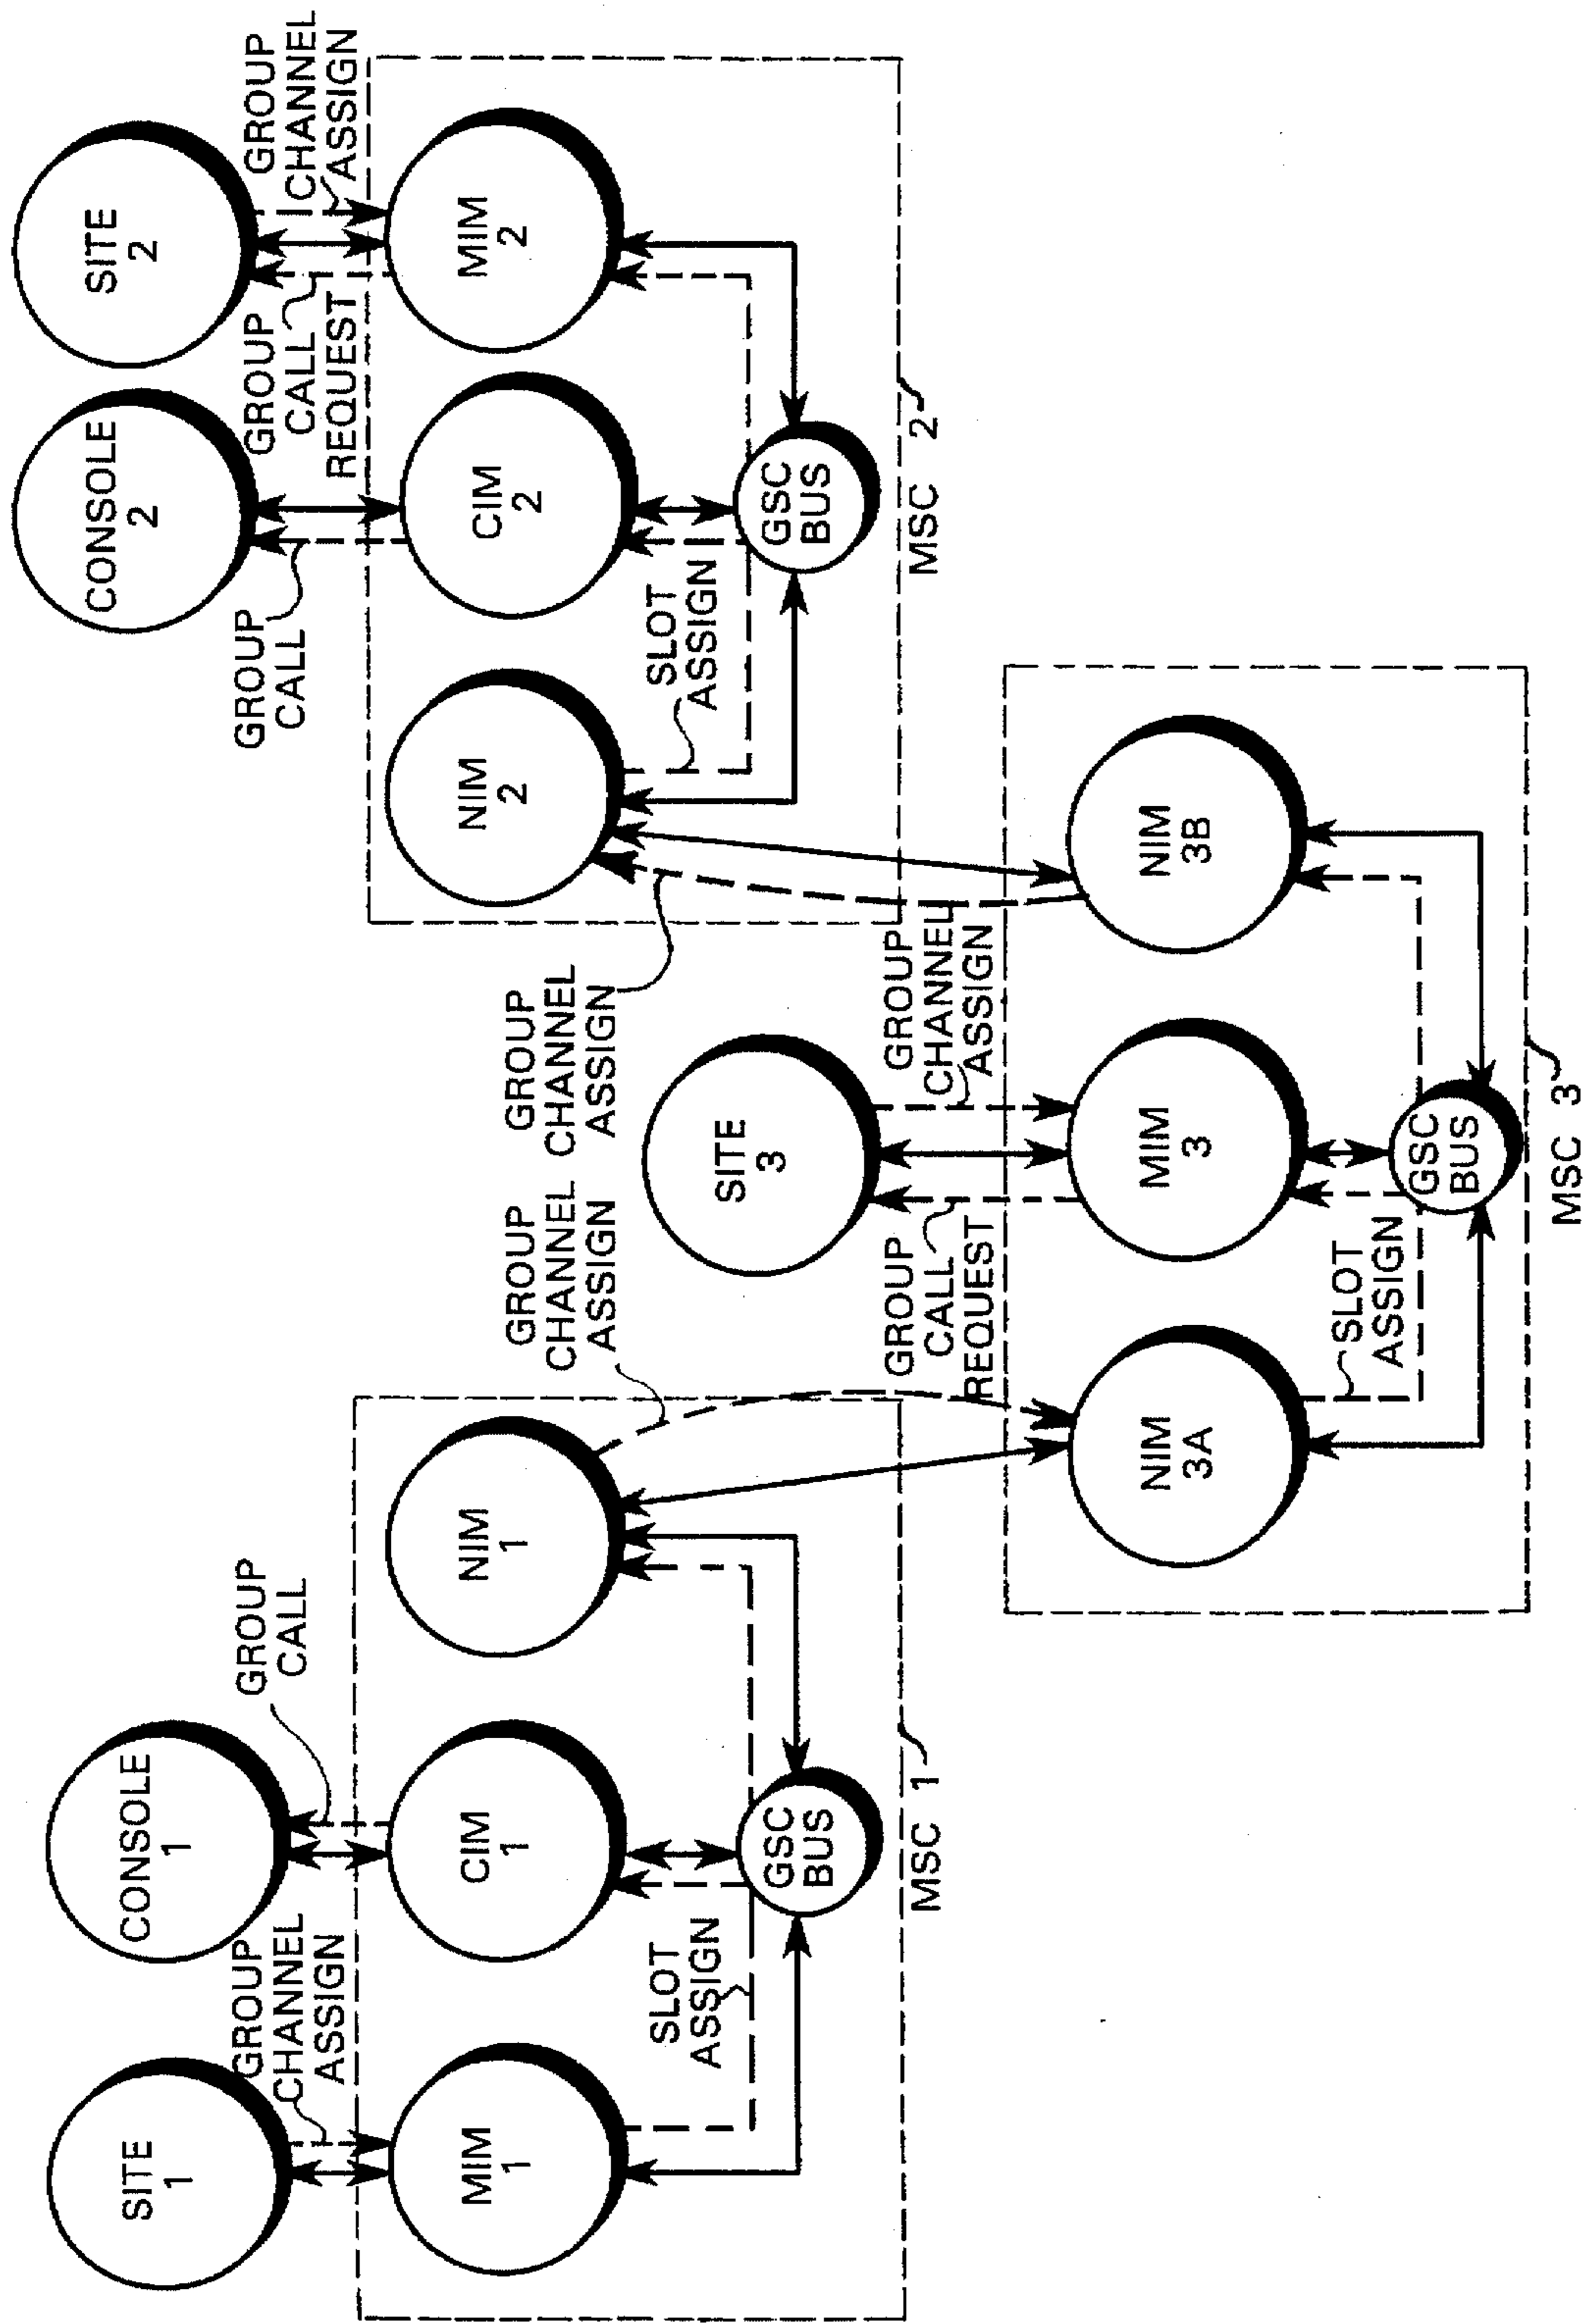 SITE
1
GROUP
CHANNEL
ASSIGN
CONSOLE
1
GROUP
CALL
MIM
1
CIM
1
NIM
1
SLOT
ASSIGN
GSC
BUS
MSC 1
GROUP
CHANNEL
ASSIGN
GROUP
CHANNEL
ASSIGN
SITE
3
GROUP
CALL
REQUEST
GROUP
CHANNEL
ASSIGN
NIM
3A
MIM
3
NIM
3B
SLOT
ASSIGN
GSC
BUS
MSC 3
CONSOLE
2
SITE
2
GROUP
CALL
GROUP
CALL
REQUEST
GROUP
CHANNEL
ASSIGN
NIM
2
CIM
2
MIM
2
SLOT
ASSIGN
GSC
BUS
MSC 2